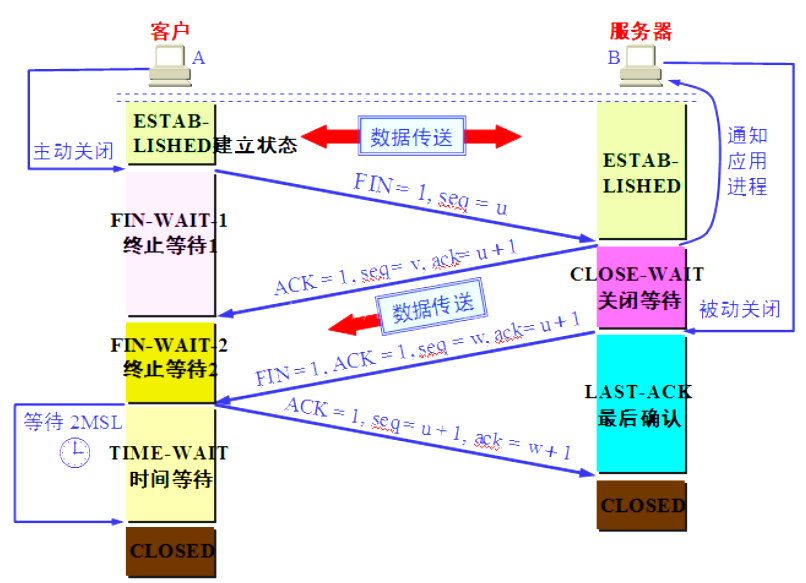 客户
服务器
A
B
ESTAB-
LISHED建立状态
数据传送
通知
应用
进程
主动关闭
ESTAB-
LISHED
FIN = 1, seq = u
FIN-WAIT-1
终止等待1
ACK = 1, seq= v, ack= u + 1
CLOSE-WAIT
关闭等待
数据传送
被动关闭
FIN-WAIT-2
终止等待2
FIN = 1, ACK = 1, seq = w, ack= u + 1
LAST-ACK
最后确认
等待 2MSL
ACK = 1, seq= u + 1, ack = w + 1
TIME-WAIT
时间等待
CLOSED
CLOSED